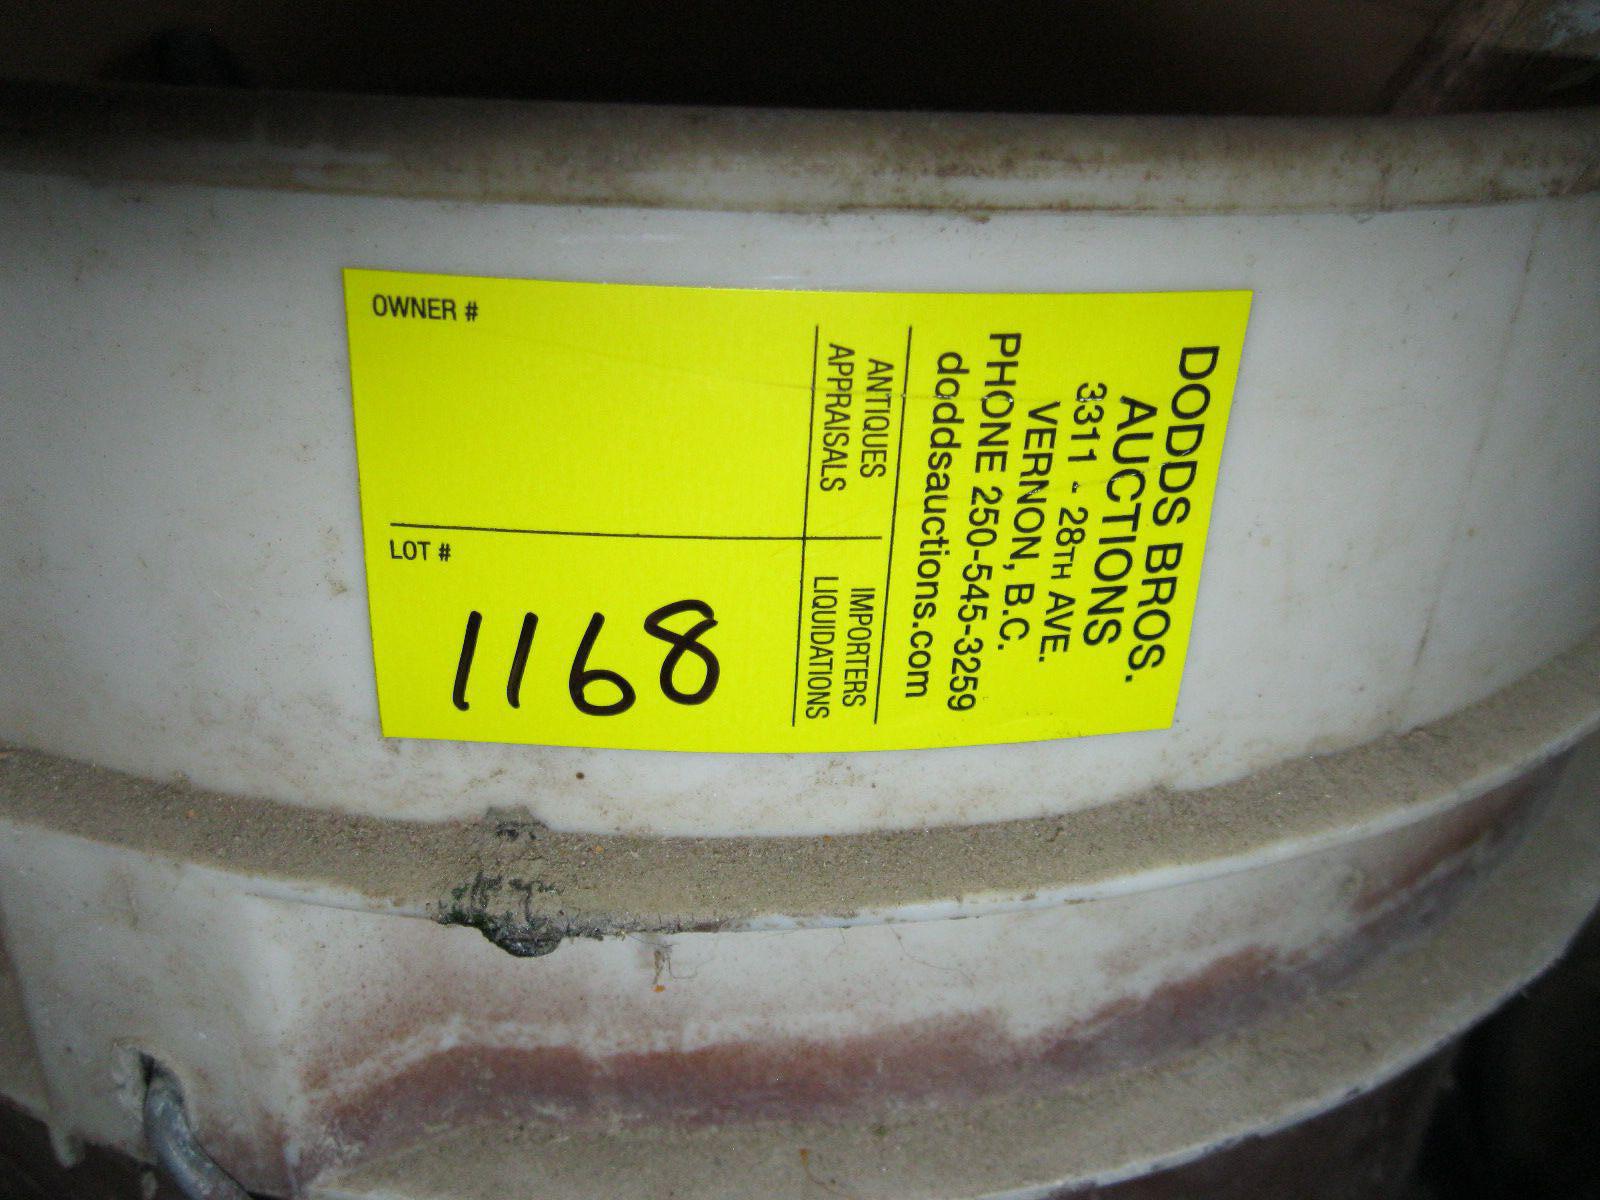 DODDS BROS.
AUCTIONS
3311 - 28TH AVE.
VERNON, B.C.
PHONE 250-545-3259
doddsauctions.com
ANTIQUES
APPRAISALS
IMPORTERS
LIQUIDATIONS
OWNER #
LOT #
1168